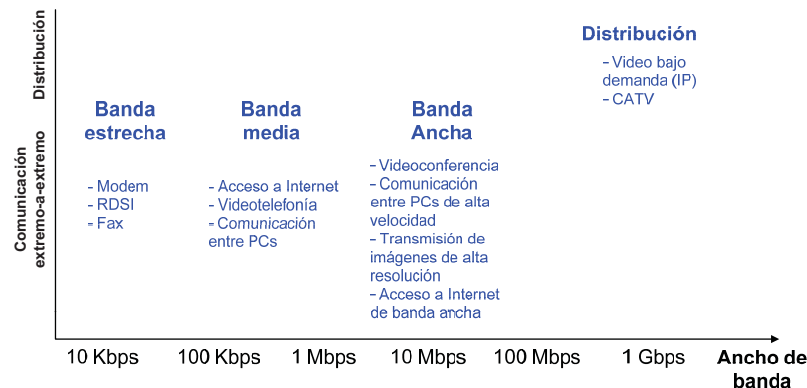 Distribución
Comunicación
extremo-a-extremo
Banda
estrecha
- Modem
- RDSI
- Fax
Banda
media
- Acceso a Internet
- Videotelefonía
- Comunicación
entre PCs
Banda
Ancha
- Videoconferencia
- Comunicación
entre PCs de alta
velocidad
- Transmisión de
imágenes de alta
resolución
- Acceso a Internet
de banda ancha
Distribución
- Video bajo
demanda (IP)
- CATV
10 Kbps
100 Kbps
1 Mbps
10 Mbps
100 Mbps
1 Gbps
Ancho de
banda